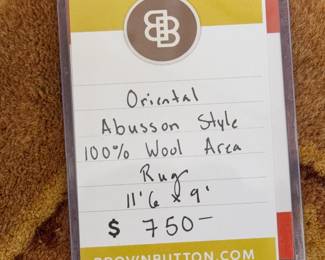 BB
Oriental
Abusson Style
100% Wool Area
Rug
11'6 x 9'
$ 750-
BROWNBUTTON.COM